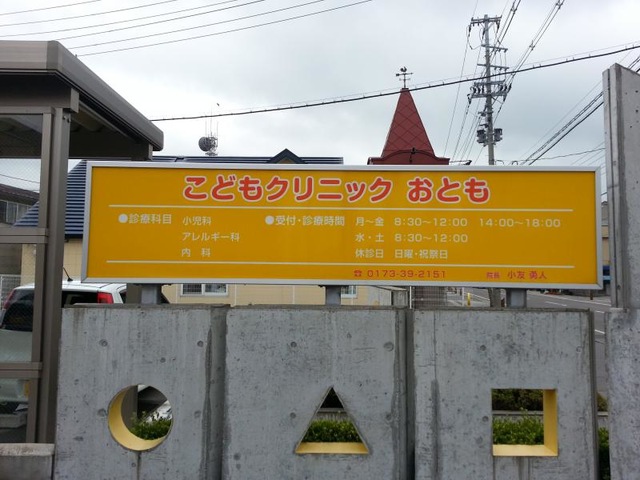 こどもクリニック おとも
●診療科目 小児科 ●受付・診療時間 月～金 8:30～12:00 14:00～18:00
アレルギー科 水・土 8:30～12:00
内科 休診日 日曜・祝祭日
☎ 0173-39-2151 院長 小友 勇人